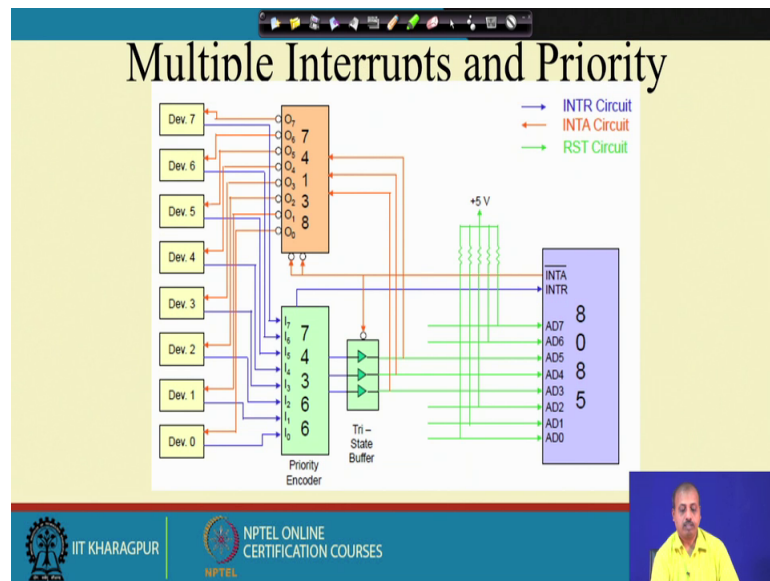 Multiple Interrupts and Priority
INTR Circuit
INTA Circuit
RST Circuit
Dev. 7
Dev. 6
Dev. 5
Dev. 4
Dev. 3
Dev. 2
Dev. 1
Dev. 0
O7
O6
O5
O4
O3
O2
O1
O0
7
4
1
3
8
I7
I6
I5
I4
I3
I2
I1
I0
7
4
3
6
6
Priority
Encoder
Tri –
State
Buffer
+5 V
INTA
INTR
AD7
AD6
AD5
AD4
AD3
AD2
AD1
AD0
8
0
8
5
IIT KHARAGPUR
NPTEL
NPTEL ONLINE
CERTIFICATION COURSES